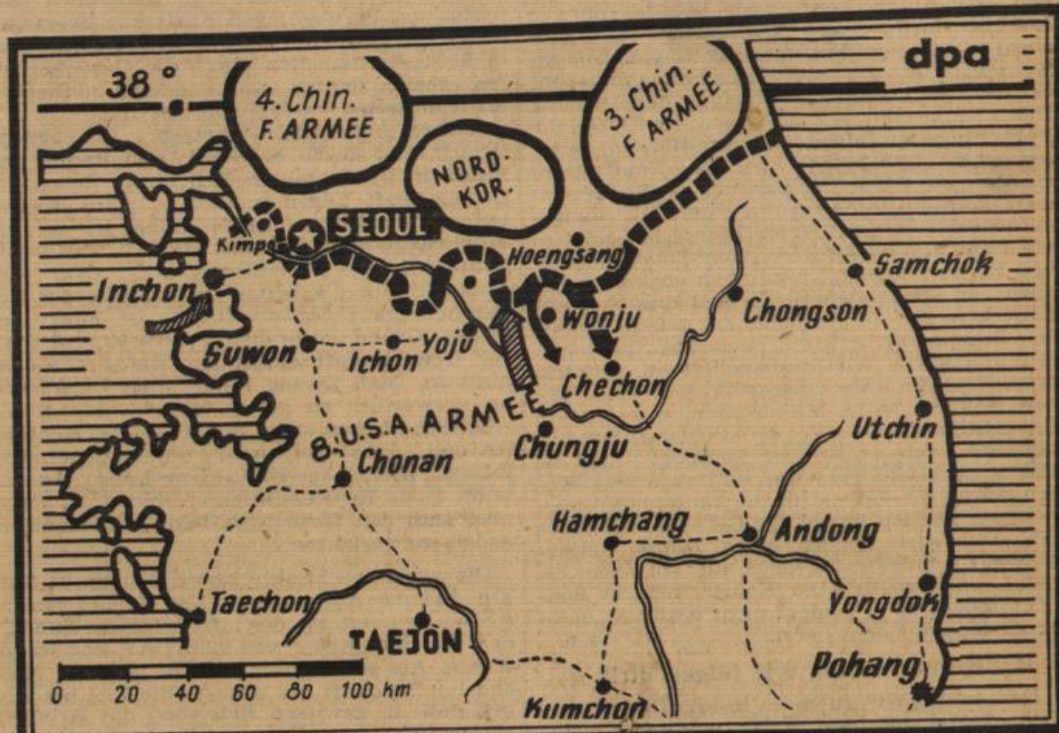 dpa
38°
4. Chin.
F. ARMEE
3. Chin.
F. ARMEE
NORD-
KOR.
Kimpo
SEOUL
Hoengsang
Samchok
Inchon
Wonju
Chongson
Suwon
Ichon
Yoju
Chechon
8. U.S.A. ARMEE
Chungju
Utchin
Chonan
Hamchang
Andong
Taechon
Yongdok
TAEJON
Pohang
0 20 40 60 80 100 km
Kumchon